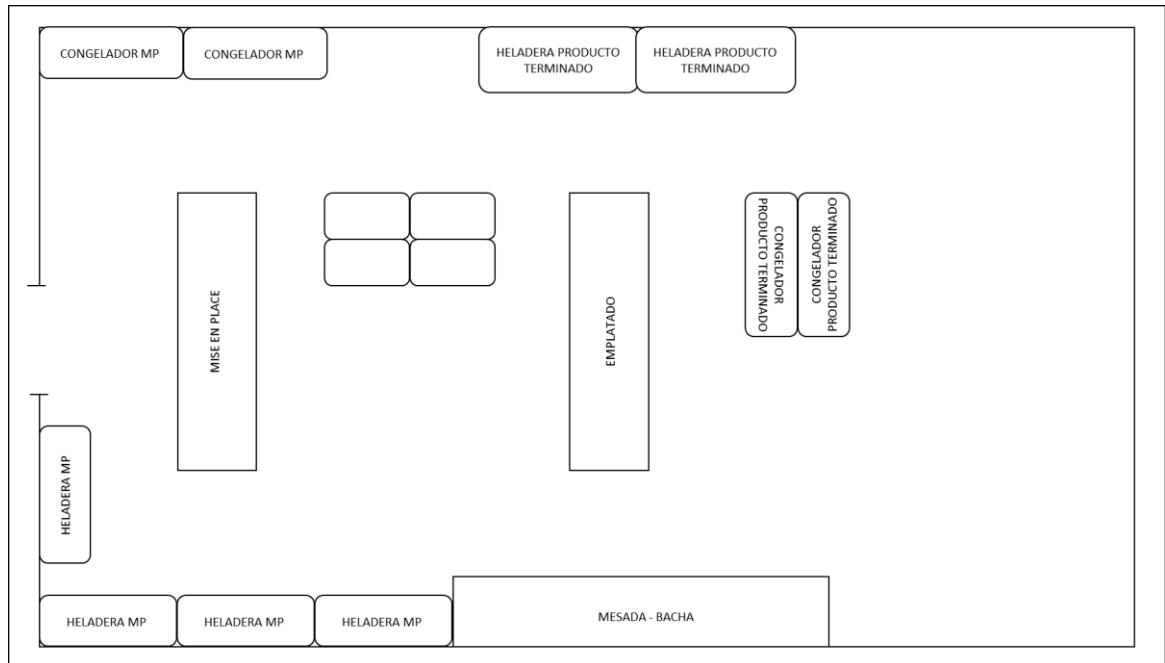 CONGELADOR MP
CONGELADOR MP
HELADERA PRODUCTO
TERMINADO
HELADERA PRODUCTO
TERMINADO
MISE EN PLACE
EMPLATADO
CONGELADOR
PRODUCTO TERMINADO
CONGELADOR
PRODUCTO TERMINADO
HELADERA MP
HELADERA MP
HELADERA MP
HELADERA MP
MESADA - BACHA